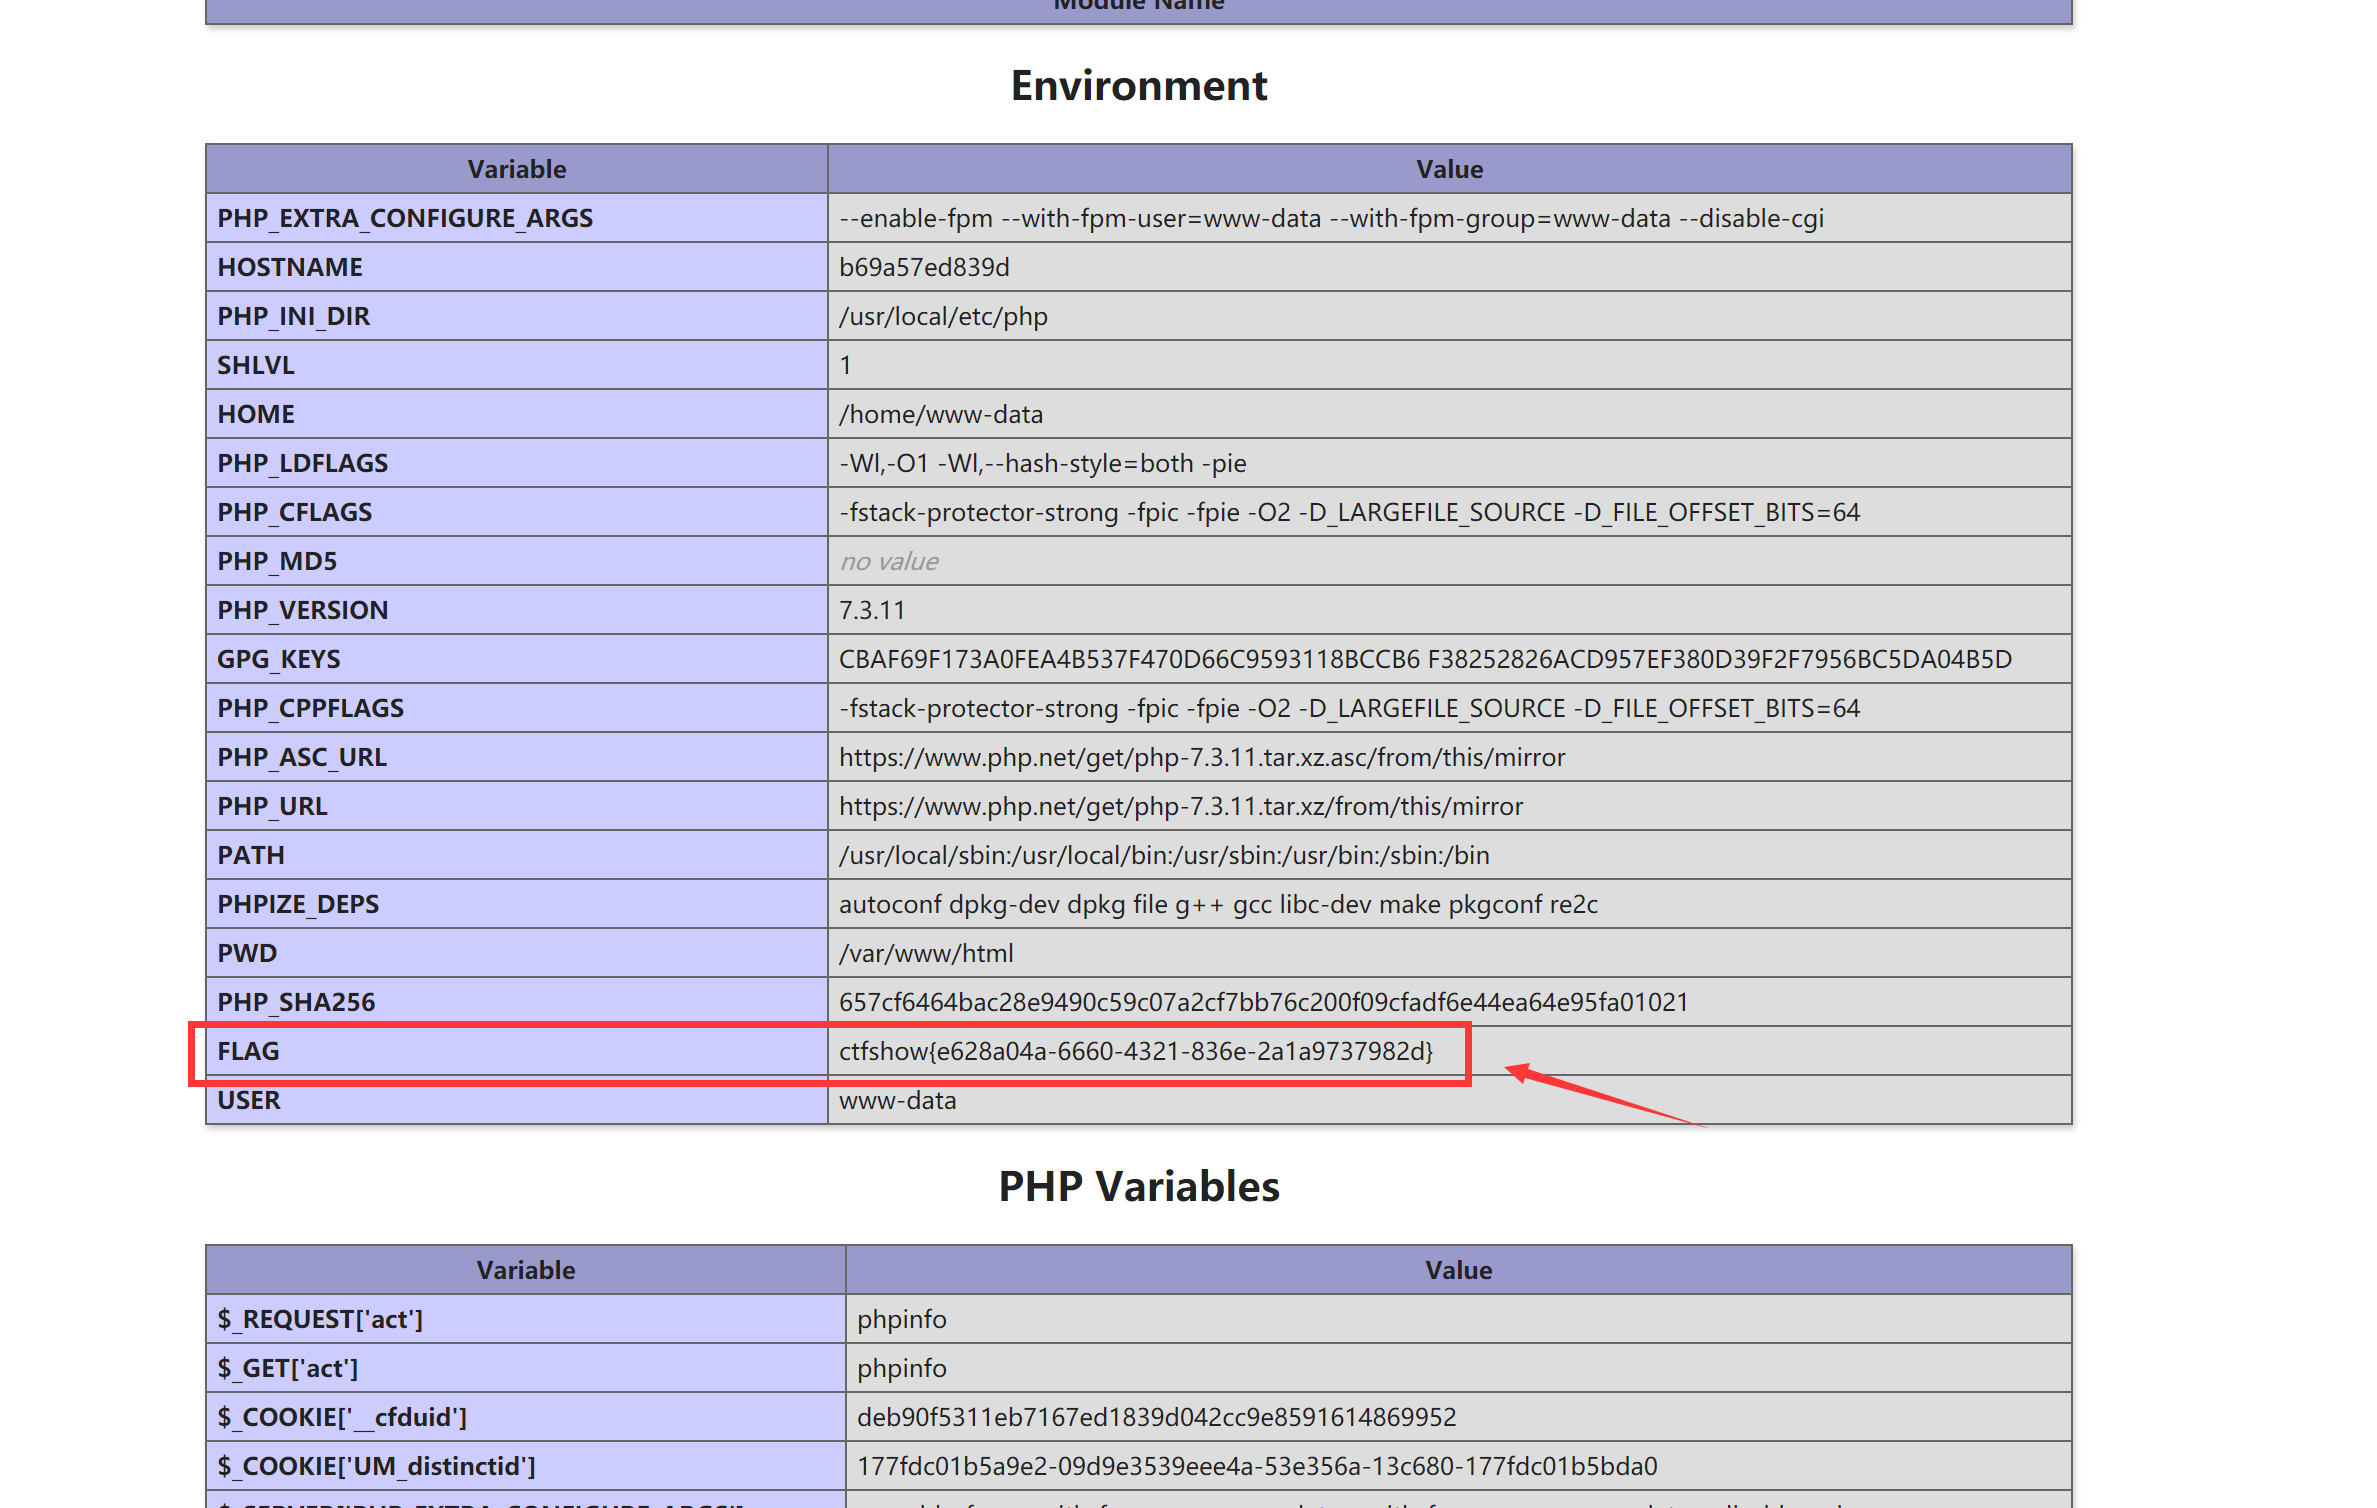 Module Name
Environment
Variable Value
PHP_EXTRA_CONFIGURE_ARGS --enable-fpm --with-fpm-user=www-data --with-fpm-group=www-data --disable-cgi
HOSTNAME b69a57ed839d
PHP_INI_DIR /usr/local/etc/php
SHLVL 1
HOME /home/www-data
PHP_LDFLAGS -Wl,-O1 -Wl,--hash-style=both -pie
PHP_CFLAGS -fstack-protector-strong -fpic -fpie -O2 -D_LARGEFILE_SOURCE -D_FILE_OFFSET_BITS=64
PHP_MD5 no value
PHP_VERSION 7.3.11
GPG_KEYS CBAF69F173A0FEA4B537F470D66C9593118BCCB6 F38252826ACD957EF380D39F2F7956BC5DA04B5D
PHP_CPPFLAGS -fstack-protector-strong -fpic -fpie -O2 -D_LARGEFILE_SOURCE -D_FILE_OFFSET_BITS=64
PHP_ASC_URL https://www.php.net/get/php-7.3.11.tar.xz.asc/from/this/mirror
PHP_URL https://www.php.net/get/php-7.3.11.tar.xz/from/this/mirror
PATH /usr/local/sbin:/usr/local/bin:/usr/sbin:/usr/bin:/sbin:/bin
PHPIZE_DEPS autoconf dpkg-dev dpkg file g++ gcc libc-dev make pkgconf re2c
PWD /var/www/html
PHP_SHA256 657cf6464bac28e9490c59c07a2cf7bb76c200f09cfadf6e44ea64e95fa01021
FLAG ctfshow{e628a04a-6660-4321-836e-2a1a9737982d}
USER www-data
PHP Variables
Variable Value
$_REQUEST['act'] phpinfo
$_GET['act'] phpinfo
$_COOKIE['__cfduid'] deb90f5311eb7167ed1839d042cc9e8591614869952
$_COOKIE['UM_distinctid'] 177fdc01b5a9e2-09d9e3539eee4a-53e356a-13c680-177fdc01b5bda0